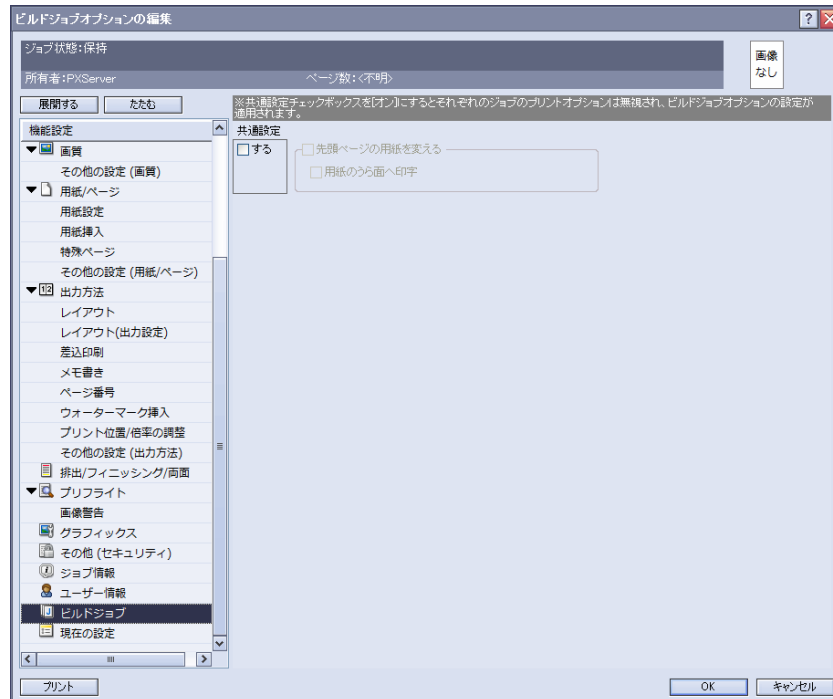 ビルドジョブオプションの編集
ジョブ状態:保持
所有者:PXServer
ページ数:<不明>
画像
なし
展開する
たたむ
※共通設定チェックボックスを[オン]にするとそれぞれのジョブのプリントオプションは無視され、ビルドジョブオプションの設定が
適用されます。
機能設定
画質
その他の設定 (画質)
用紙/ページ
用紙設定
用紙挿入
特殊ページ
その他の設定 (用紙/ページ)
出力方法
レイアウト
レイアウト(出力設定)
差込印刷
メモ書き
ページ番号
ウォーターマーク挿入
プリント位置/倍率の調整
その他の設定 (出力方法)
排出/フィニッシング/両面
プリフライト
画像警告
グラフィックス
その他 (セキュリティ)
ジョブ情報
ユーザー情報
ビルドジョブ
現在の設定
共通設定
する
先頭ページの用紙を変える
用紙のうら面へ印字
プリント
OK
キャンセル